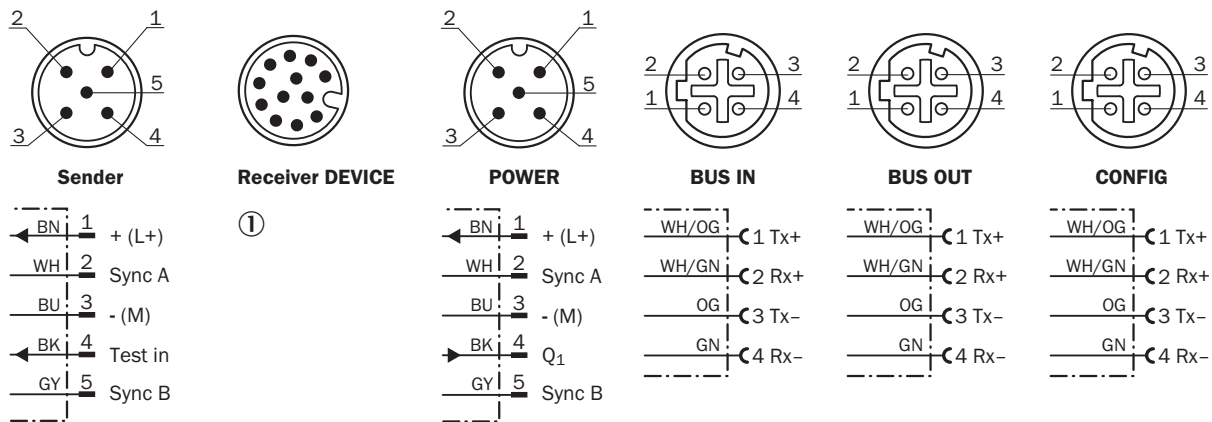 2 1
5
3 4
Sender
BN 1 + (L+)
WH 2 Sync A
BU 3 - (M)
BK 4 Test in
GY 5 Sync B
Receiver DEVICE
①
2 1
5
3 4
POWER
BN 1 + (L+)
WH 2 Sync A
BU 3 - (M)
BK 4 Q₁
GY 5 Sync B
2 3
1 4
BUS IN
WH/OG 1 Tx+
WH/GN 2 Rx+
OG 3 Tx–
GN 4 Rx–
2 3
1 4
BUS OUT
WH/OG 1 Tx+
WH/GN 2 Rx+
OG 3 Tx–
GN 4 Rx–
2 3
1 4
CONFIG
WH/OG 1 Tx+
WH/GN 2 Rx+
OG 3 Tx–
GN 4 Rx–